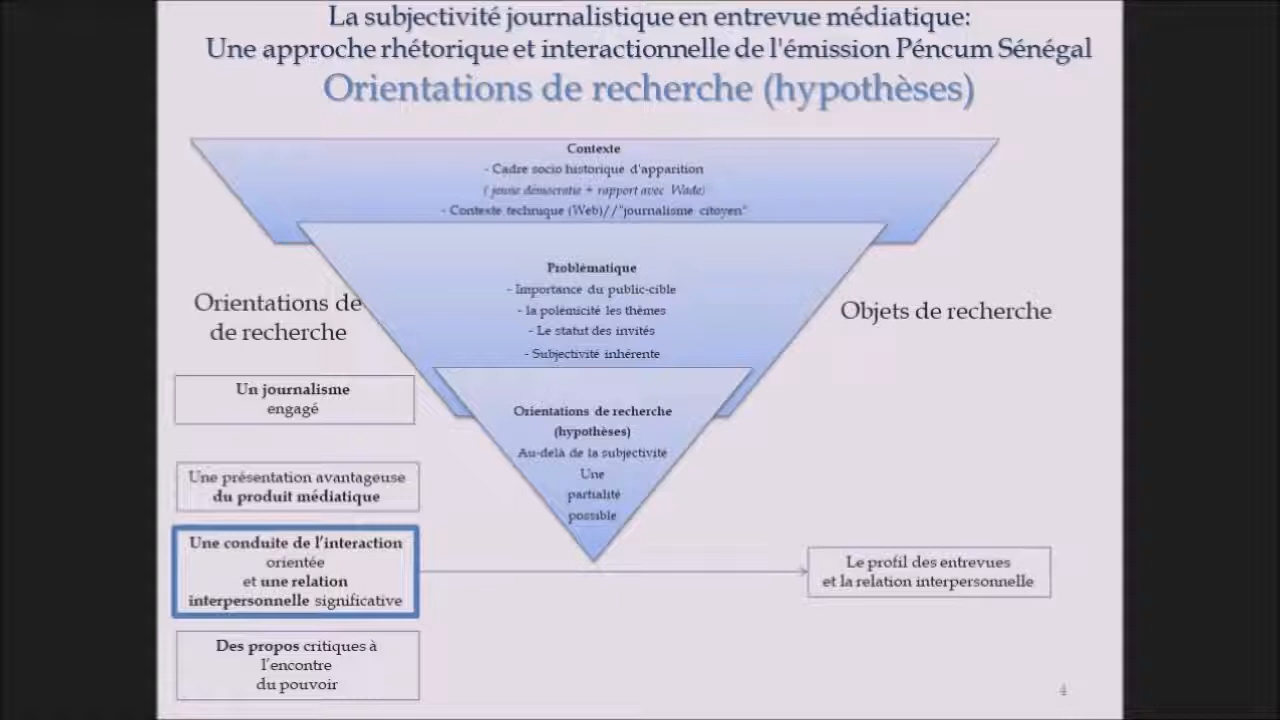 La subjectivité journalistique en entrevue médiatique:
Une approche rhétorique et interactionnelle de l'émission Péncum Sénégal
Orientations de recherche (hypothèses)
Contexte
- Cadre socio historique d'apparition
( jeune démocratie + rapport avec Wade)
- Contexte technique (Web)//"journalisme citoyen"
Problématique
- Importance du public-cible
- la polémicité les thèmes
- Le statut des invités
- Subjectivité inhérente
Orientations de recherche
(hypothèses)
Au-delà de la subjectivité
Une
partialité
possible
Orientations de
de recherche
Un journalisme
engagé
Une présentation avantageuse
du produit médiatique
Une conduite de l'interaction
orientée
et une relation
interpersonnelle significative
Des propos critiques à
l'encontre
du pouvoir
Objets de recherche
Le profil des entrevues
et la relation interpersonnelle
4